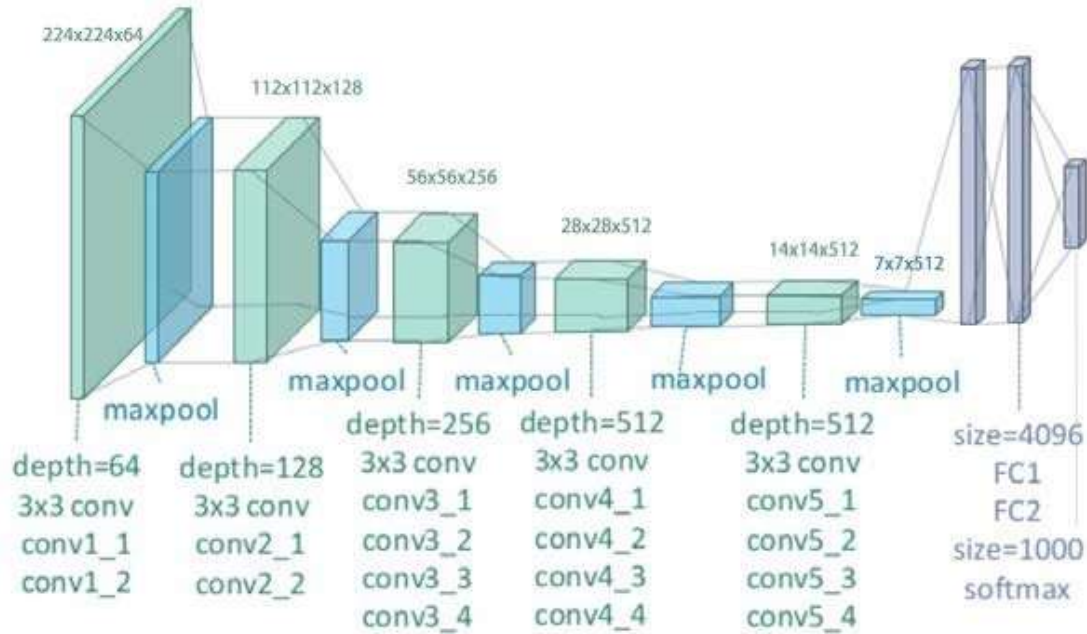 224x224x64
112x112x128
56x56x256
28x28x512
14x14x512
7x7x512
maxpool
maxpool
maxpool
maxpool
maxpool
depth=64
3x3 conv
conv1_1
conv1_2
depth=128
3x3 conv
conv2_1
conv2_2
depth=256
3x3 conv
conv3_1
conv3_2
conv3_3
conv3_4
depth=512
3x3 conv
conv4_1
conv4_2
conv4_3
conv4_4
depth=512
3x3 conv
conv5_1
conv5_2
conv5_3
conv5_4
size=4096
FC1
FC2
size=1000
softmax